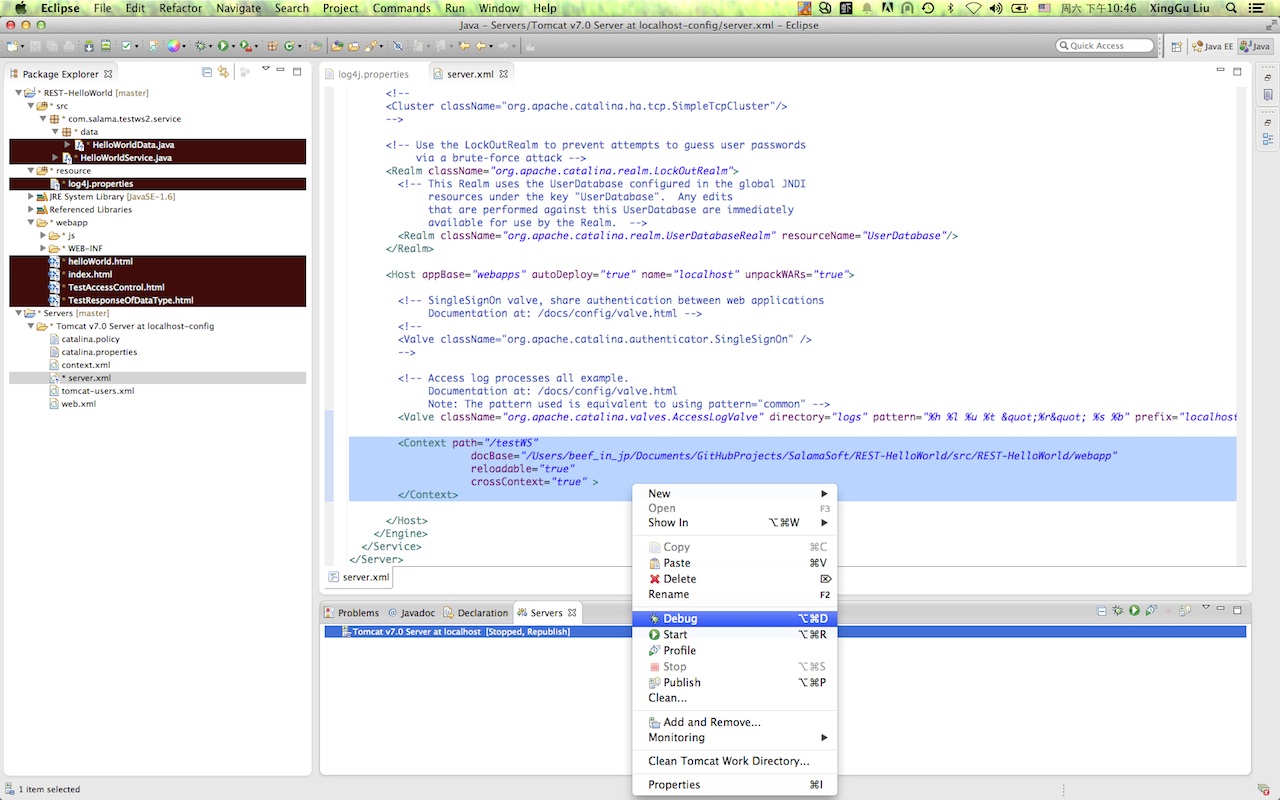 Eclipse File Edit Refactor Navigate Search Project Commands Run Window Help 周六 下午10:46 XingGu Liu
Java - Servers/Tomcat v7.0 Server at localhost-config/server.xml - Eclipse
Quick Access Java EE Java
Package Explorer
REST-HelloWorld [master]
* src
* com.salama.testws2.service
* data
* HelloWorldData.java
* HelloWorldService.java
* resource
* log4j.properties
JRE System Library [JavaSE-1.6]
Referenced Libraries
* webapp
* js
* WEB-INF
* helloWorld.html
* index.html
* TestAccessControl.html
* TestResponseOfDataType.html
* Servers [master]
* Tomcat v7.0 Server at localhost-config
catalina.policy
catalina.properties
context.xml
* server.xml
tomcat-users.xml
web.xml
log4j.properties server.xml
<!--
<Cluster className="org.apache.catalina.ha.tcp.SimpleTcpCluster"/>
-->
<!-- Use the LockOutRealm to prevent attempts to guess user passwords
via a brute-force attack -->
<Realm className="org.apache.catalina.realm.LockOutRealm">
<!-- This Realm uses the UserDatabase configured in the global JNDI
resources under the key "UserDatabase". Any edits
that are performed against this UserDatabase are immediately
available for use by the Realm. -->
<Realm className="org.apache.catalina.realm.UserDatabaseRealm" resourceName="UserDatabase"/>
</Realm>
<Host appBase="webapps" autoDeploy="true" name="localhost" unpackWARs="true">
<!-- SingleSignOn valve, share authentication between web applications
Documentation at: /docs/config/valve.html -->
<!--
<Valve className="org.apache.catalina.authenticator.SingleSignOn" />
-->
<!-- Access log processes all example.
Documentation at: /docs/config/valve.html
Note: The pattern used is equivalent to using pattern="common" -->
<Valve className="org.apache.catalina.valves.AccessLogValve" directory="logs" pattern="%h %l %u %t &quot;%r&quot; %s %b" prefix="localhost
<Context path="/testWS"
docBase="/Users/beef_in_jp/Documents/GitHubProjects/SalamaSoft/REST-HelloWorld/src/REST-HelloWorld/webapp"
reloadable="true"
crossContext="true" >
</Context>
</Host>
</Engine>
</Service>
</Server>
server.xml
Problems @ Javadoc Declaration Servers
Tomcat v7.0 Server at localhost [Stopped, Republish]
New
Open F3
Show In ⌥⌘W
Copy ⌘C
Paste ⌘V
Delete ⌦
Rename F2
Debug ⌥⌘D
Start ⌥⌘R
Profile
Stop ⌥⌘S
Publish ⌥⌘P
Clean...
Add and Remove...
Monitoring
Clean Tomcat Work Directory...
Properties ⌘I
1 item selected